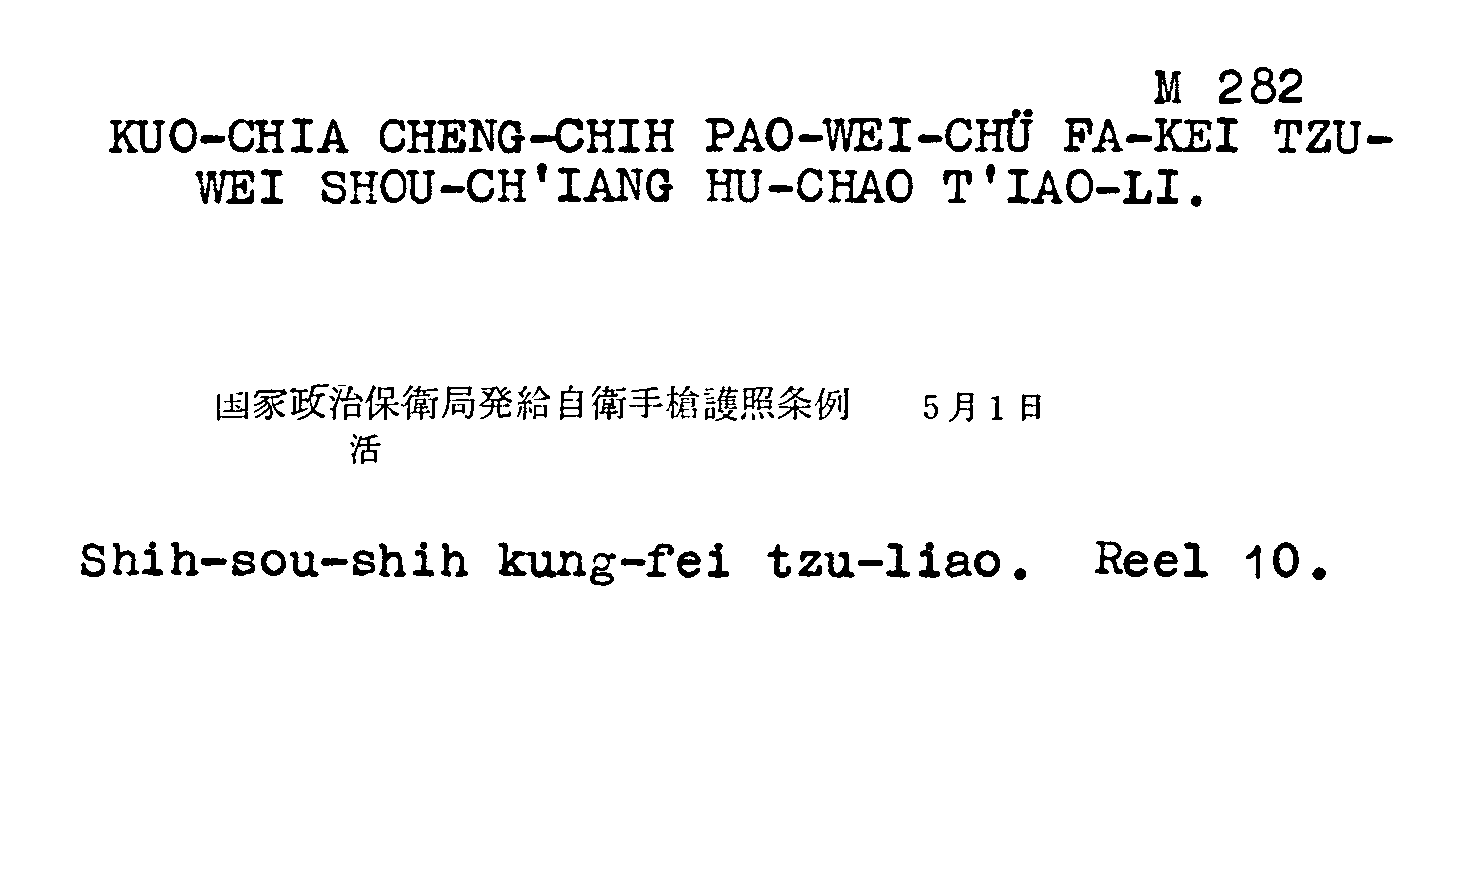 M 282
KUO-CHIA CHENG-CHIH PAO-WEI-CHÜ FA-KEI TZU-
WEI SHOU-CH'IANG HU-CHAO T'IAO-LI.
国家政治保衛局発給自衛手槍護照条例 5月1日
活
Shih-sou-shih kung-fei tzu-liao. Reel 10.